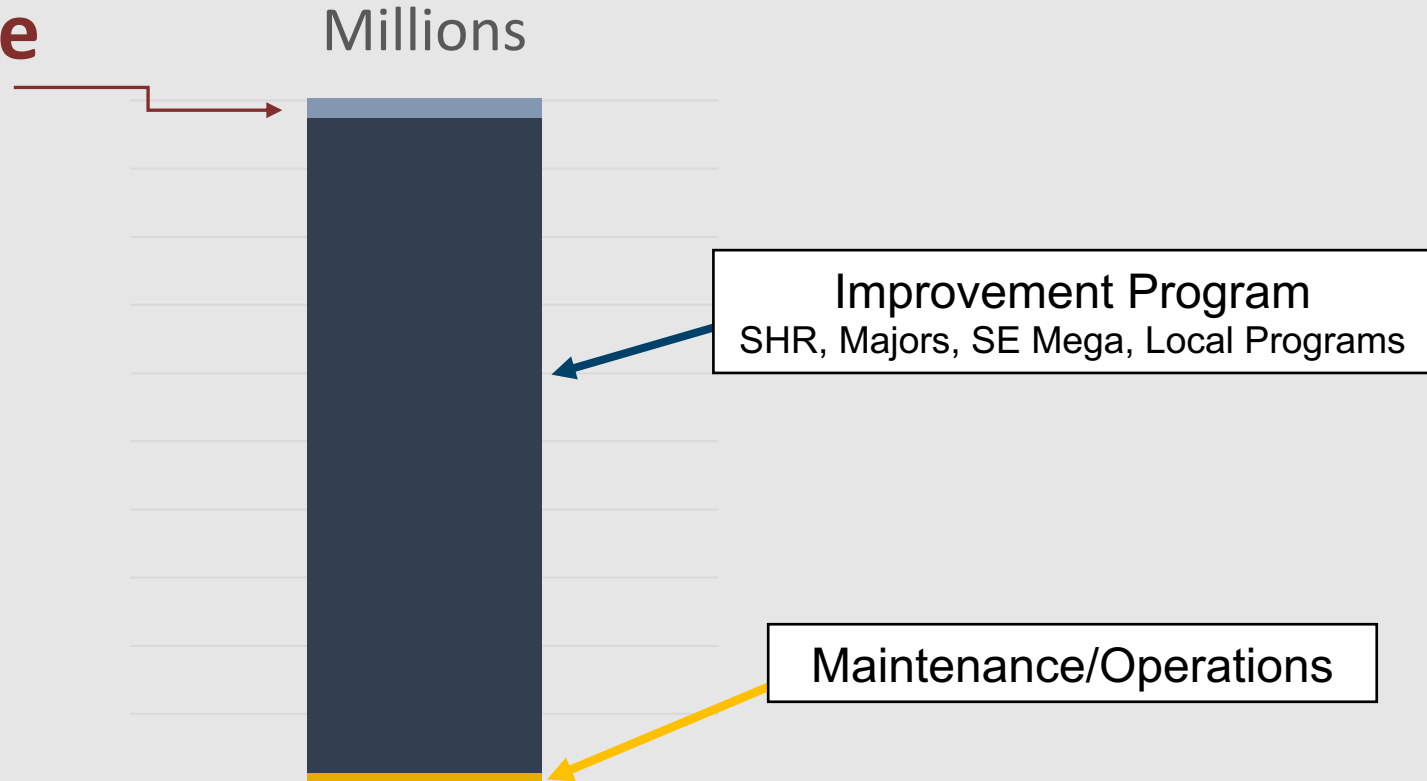 e
Millions
Improvement Program
SHR, Majors, SE Mega, Local Programs
Maintenance/Operations